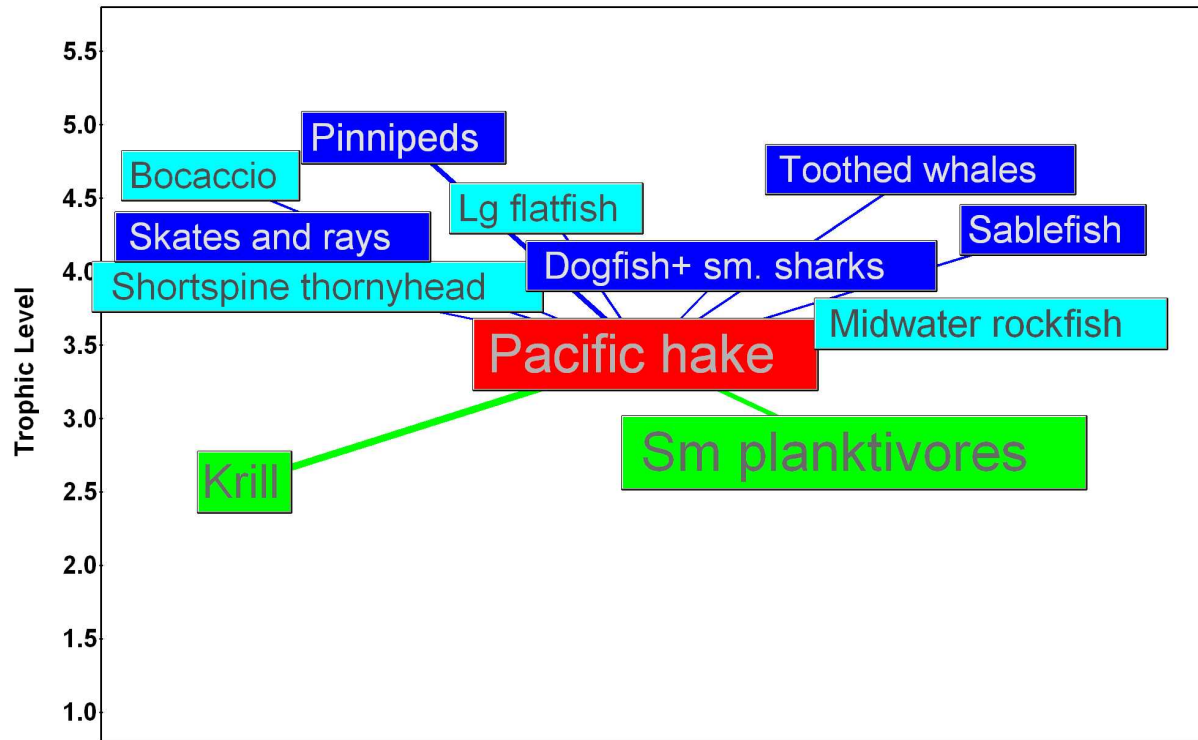 5.5
5.0
4.5
4.0
3.5
3.0
2.5
2.0
1.5
1.0
Trophic Level
Pinnipeds
Bocaccio
Toothed whales
Lg flatfish
Skates and rays
Sablefish
Dogfish+ sm. sharks
Shortspine thornyhead
Midwater rockfish
Pacific hake
Sm planktivores
Krill